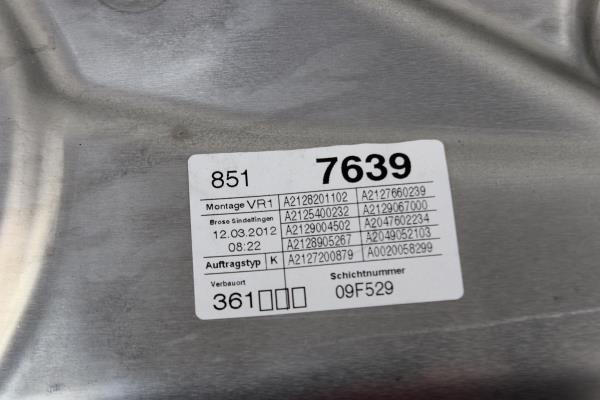 851 7639
Montage VR1 A2128201102 A2127660239
Brose Sindelfingen A2125400232 A2129067000
12.03.2012 A2129004502 A2047602234
08:22 A2128905267 A2049052103
Auftragstyp K A2127200879 A0020058299
Verbauort Schichtnummer
361□□□ 09F529